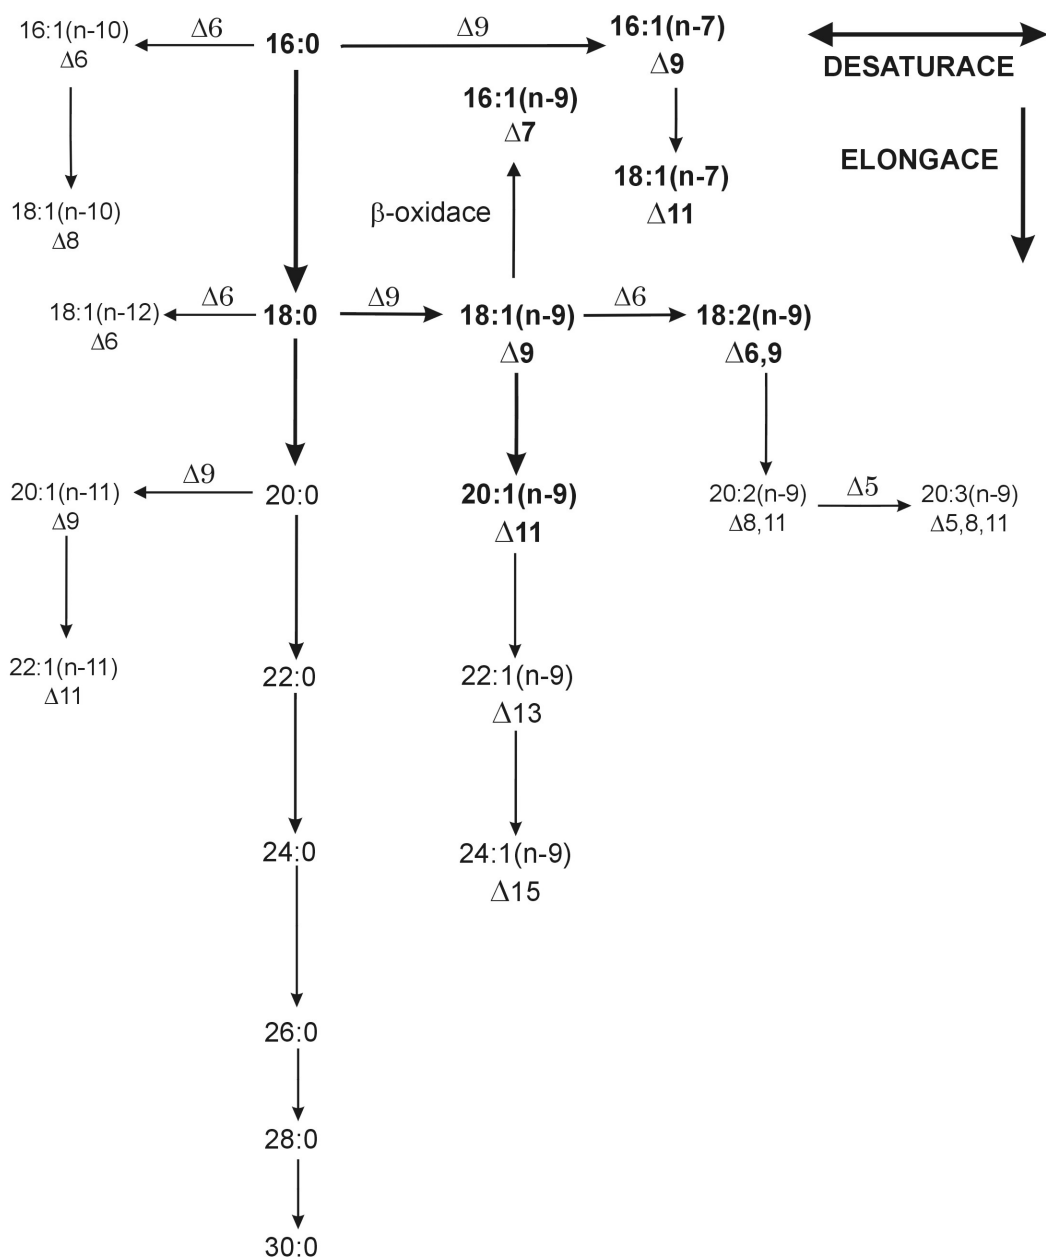 16:1(n-10)
Δ6
Δ6
16:0
Δ9
16:1(n-7)
Δ9
DESATURACE
16:1(n-9)
Δ7
ELONGACE
18:1(n-7)
Δ11
18:1(n-10)
Δ8
β-oxidace
18:1(n-12)
Δ6
Δ6
18:0
Δ9
18:1(n-9)
Δ9
Δ6
18:2(n-9)
Δ6,9
20:1(n-11)
Δ9
Δ9
20:0
20:1(n-9)
Δ11
20:2(n-9)
Δ8,11
Δ5
20:3(n-9)
Δ5,8,11
22:1(n-11)
Δ11
22:0
22:1(n-9)
Δ13
24:0
24:1(n-9)
Δ15
26:0
28:0
30:0